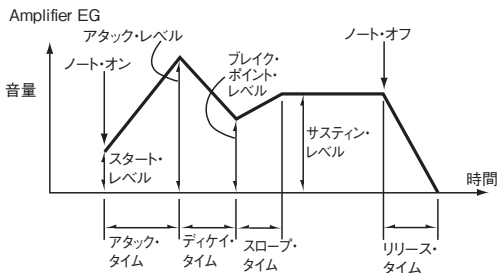 Amplifier EG
アタック・レベル
ノート・オフ
ノート・オン
ブレイク・
ポイント・
レベル
音量
スタート・
レベル
サスティン・
レベル
時間
アタック・
タイム
ディケイ・
タイム
スロープ・
タイム
リリース・
タイム